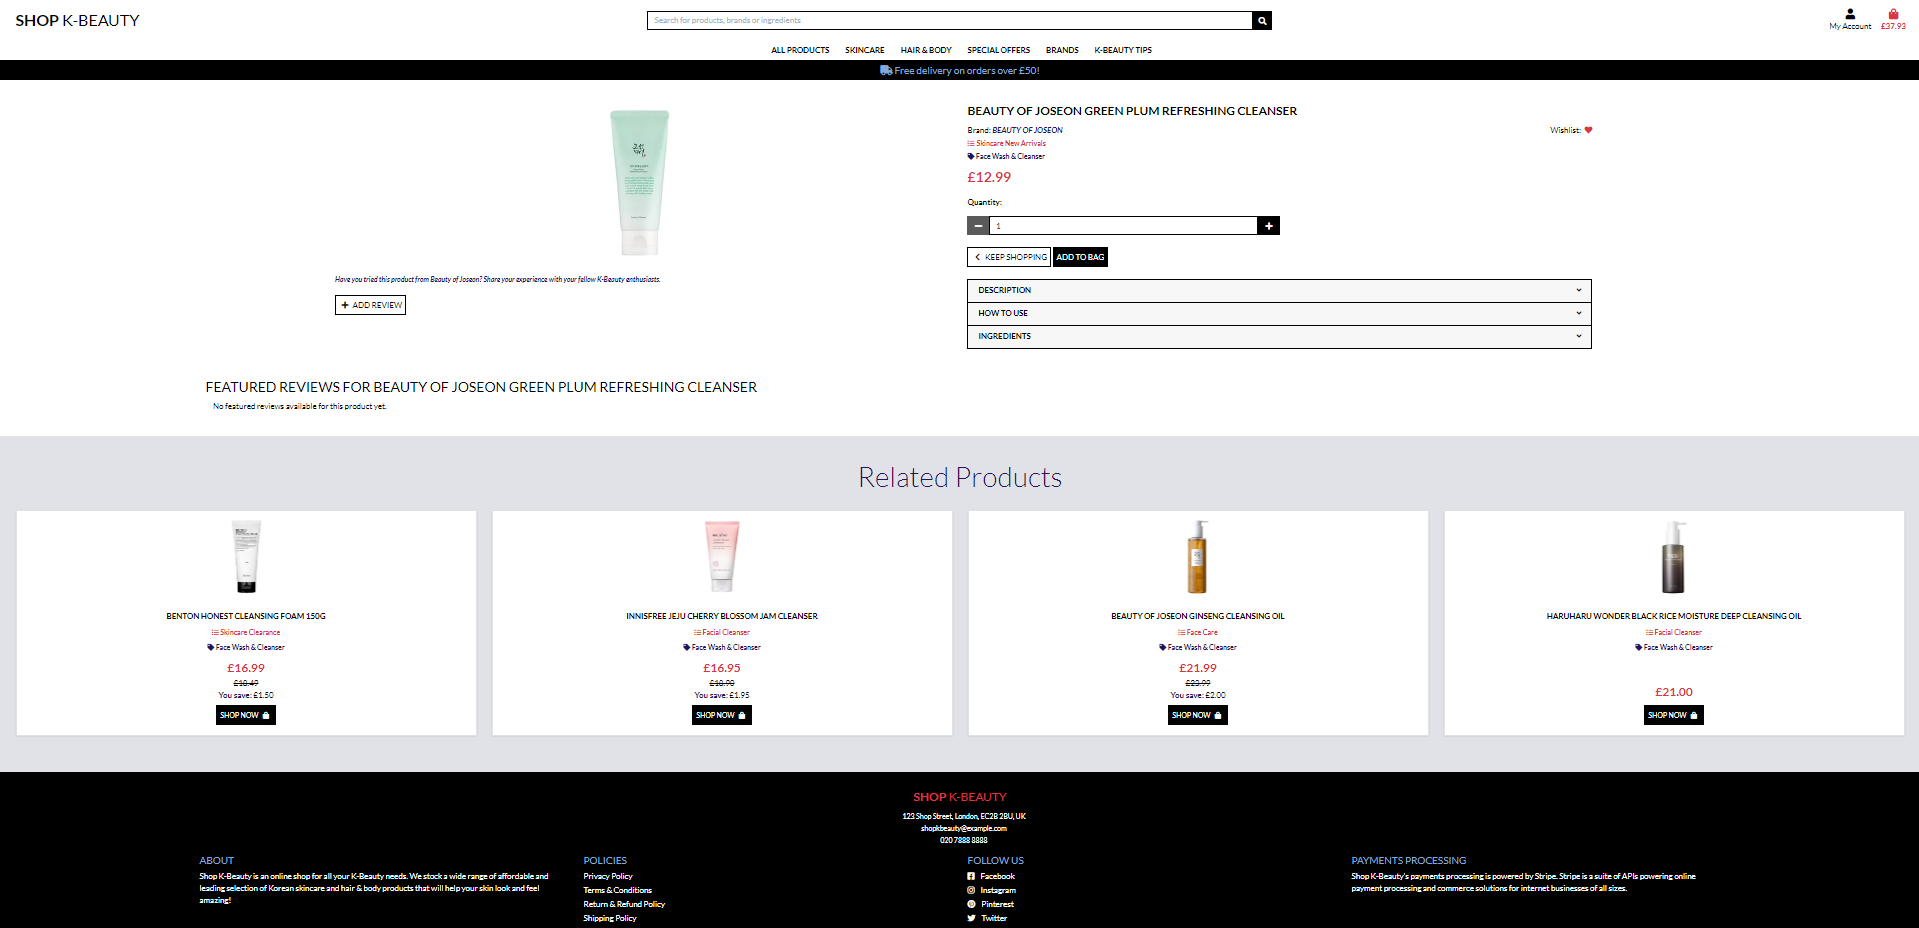 SHOP K-BEAUTY
Search for products, brands or ingredients
My Account
£37.93
ALL PRODUCTS SKINCARE HAIR & BODY SPECIAL OFFERS BRANDS K-BEAUTY TIPS
Free delivery on orders over £50!
BEAUTY OF JOSEON GREEN PLUM REFRESHING CLEANSER
Brand: BEAUTY OF JOSEON
Wishlist:
Skincare New Arrivals
Face Wash & Cleanser
£12.99
Quantity:
1
KEEP SHOPPING ADD TO BAG
DESCRIPTION
HOW TO USE
INGREDIENTS
Have you tried this product from Beauty of Joseon? Share your experience with your fellow K-Beauty enthusiasts.
ADD REVIEW
FEATURED REVIEWS FOR BEAUTY OF JOSEON GREEN PLUM REFRESHING CLEANSER
No featured reviews available for this product yet.
Related Products
BENTON HONEST CLEANSING FOAM 150G
Skincare Clearance
Face Wash & Cleanser
£16.99
£18.49
You save: £1.50
SHOP NOW
INNISFREE JEJU CHERRY BLOSSOM JAM CLEANSER
Facial Cleanser
Face Wash & Cleanser
£16.95
£18.90
You save: £1.95
SHOP NOW
BEAUTY OF JOSEON GINSENG CLEANSING OIL
Face Care
Face Wash & Cleanser
£21.99
£23.99
You save: £2.00
SHOP NOW
HARUHARU WONDER BLACK RICE MOISTURE DEEP CLEANSING OIL
Facial Cleanser
Face Wash & Cleanser
£21.00
SHOP NOW
SHOP K-BEAUTY
123 Shop Street, London, EC2B 2BU, UK
shopkbeauty@example.com
020 7888 8888
ABOUT
Shop K-Beauty is an online shop for all your K-Beauty needs. We stock a wide range of affordable and
leading selection of Korean skincare and hair & body products that will help your skin look and feel
amazing!
POLICIES
Privacy Policy
Terms & Conditions
Return & Refund Policy
Shipping Policy
FOLLOW US
Facebook
Instagram
Pinterest
Twitter
PAYMENTS PROCESSING
Shop K-Beauty's payments processing is powered by Stripe. Stripe is a suite of APIs powering online
payment processing and commerce solutions for internet businesses of all sizes.